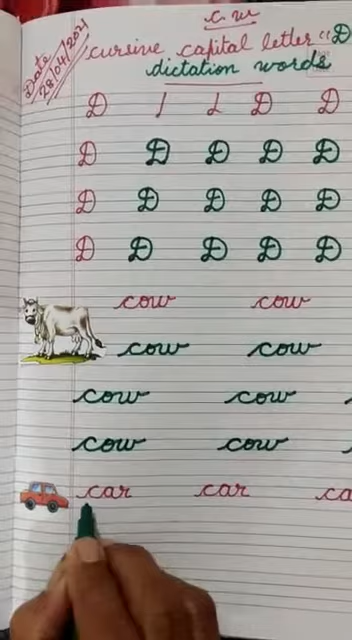 c.w
Date
28/04/2021
cursive capital letter "D
dictation words
D l L D D
D D D D D
D D D D D
D D D D D
cow cow
cow cow
cow cow
cow cow
car car ca